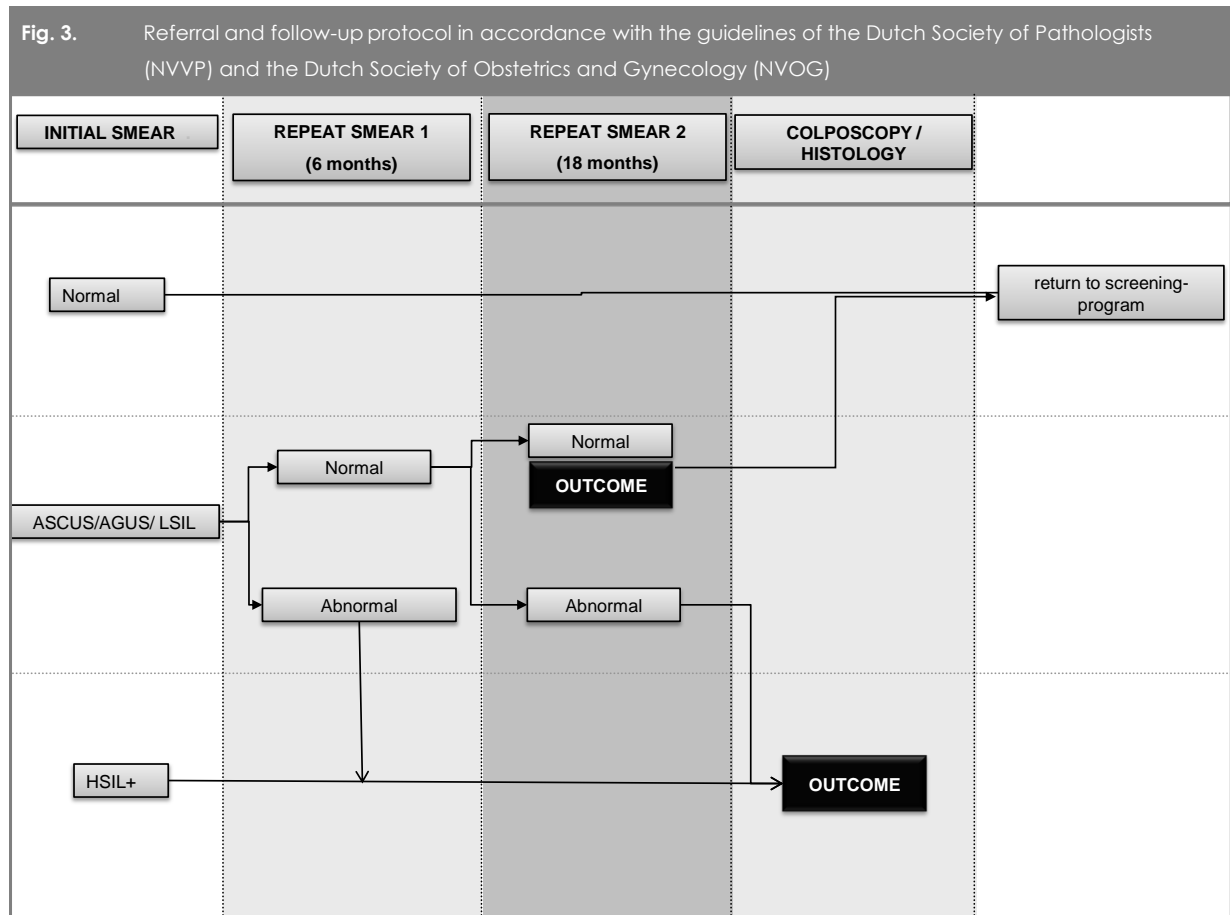 Fig. 3. Referral and follow-up protocol in accordance with the guidelines of the Dutch Society of Pathologists
(NVVP) and the Dutch Society of Obstetrics and Gynecology (NVOG)
INITIAL SMEAR
REPEAT SMEAR 1
(6 months)
REPEAT SMEAR 2
(18 months)
COLPOSCOPY /
HISTOLOGY
Normal
return to screening-
program
Normal
Normal
OUTCOME
ASCUS/AGUS/ LSIL
Abnormal
Abnormal
HSIL+
OUTCOME